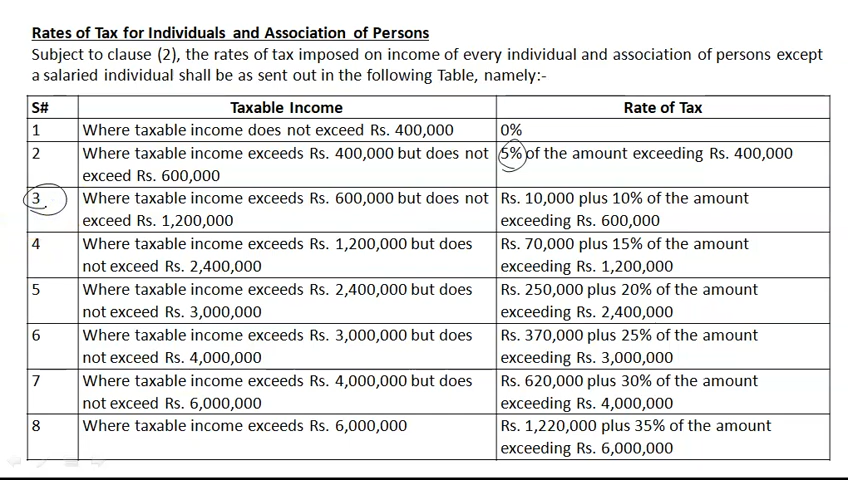 Rates of Tax for Individuals and Association of Persons
Subject to clause (2), the rates of tax imposed on income of every individual and association of persons except
a salaried individual shall be as sent out in the following Table, namely:-
S# Taxable Income Rate of Tax
1 Where taxable income does not exceed Rs. 400,000 0%
2 Where taxable income exceeds Rs. 400,000 but does not 5% of the amount exceeding Rs. 400,000
exceed Rs. 600,000
3 Where taxable income exceeds Rs. 600,000 but does not Rs. 10,000 plus 10% of the amount
exceed Rs. 1,200,000 exceeding Rs. 600,000
4 Where taxable income exceeds Rs. 1,200,000 but does Rs. 70,000 plus 15% of the amount
not exceed Rs. 2,400,000 exceeding Rs. 1,200,000
5 Where taxable income exceeds Rs. 2,400,000 but does Rs. 250,000 plus 20% of the amount
not exceed Rs. 3,000,000 exceeding Rs. 2,400,000
6 Where taxable income exceeds Rs. 3,000,000 but does Rs. 370,000 plus 25% of the amount
not exceed Rs. 4,000,000 exceeding Rs. 3,000,000
7 Where taxable income exceeds Rs. 4,000,000 but does Rs. 620,000 plus 30% of the amount
not exceed Rs. 6,000,000 exceeding Rs. 4,000,000
8 Where taxable income exceeds Rs. 6,000,000 Rs. 1,220,000 plus 35% of the amount
exceeding Rs. 6,000,000